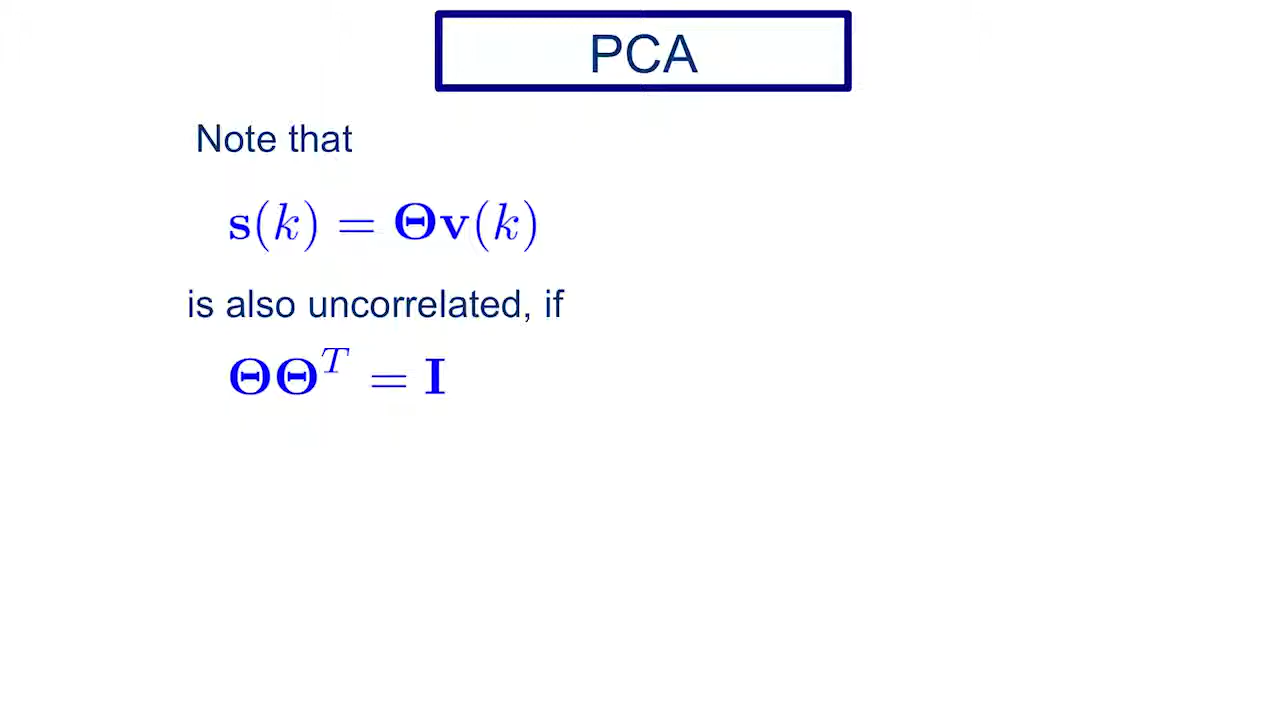 PCA
Note that
s(k) = Θv(k)
is also uncorrelated, if
ΘΘ^T = I